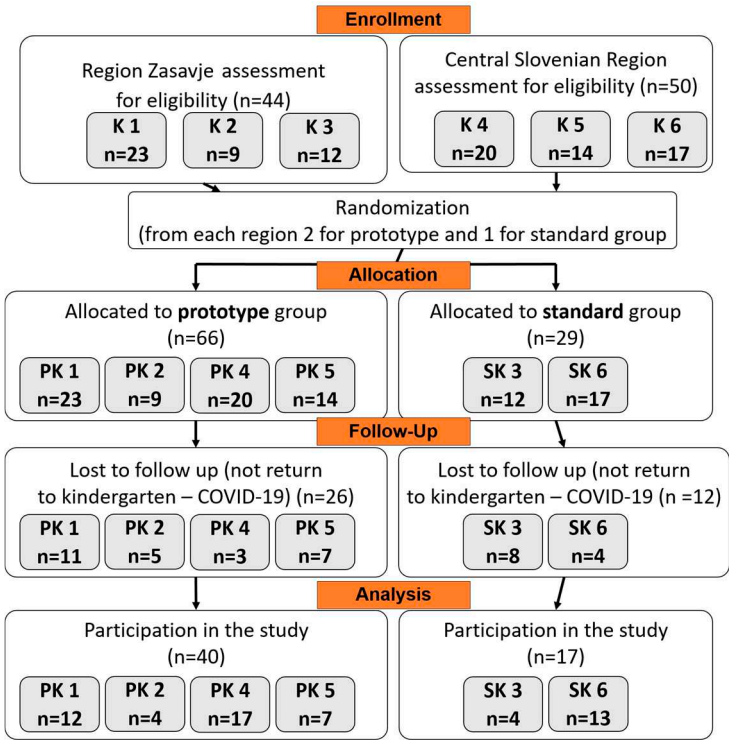 Enrollment
Region Zasavje assessment
for eligibility (n=44)
K 1
n=23
K 2
n=9
K 3
n=12
Central Slovenian Region
assessment for eligibility (n=50)
K 4
n=20
K 5
n=14
K 6
n=17
Randomization
(from each region 2 for prototype and 1 for standard group
Allocation
Allocated to prototype group
(n=66)
PK 1
n=23
PK 2
n=9
PK 4
n=20
PK 5
n=14
Allocated to standard group
(n=29)
SK 3
n=12
SK 6
n=17
Follow-Up
Lost to follow up (not return
to kindergarten – COVID-19) (n=26)
PK 1
n=11
PK 2
n=5
PK 4
n=3
PK 5
n=7
Lost to follow up (not return
to kindergarten – COVID-19 (n =12)
SK 3
n=8
SK 6
n=4
Analysis
Participation in the study
(n=40)
PK 1
n=12
PK 2
n=4
PK 4
n=17
PK 5
n=7
Participation in the study
(n=17)
SK 3
n=4
SK 6
n=13